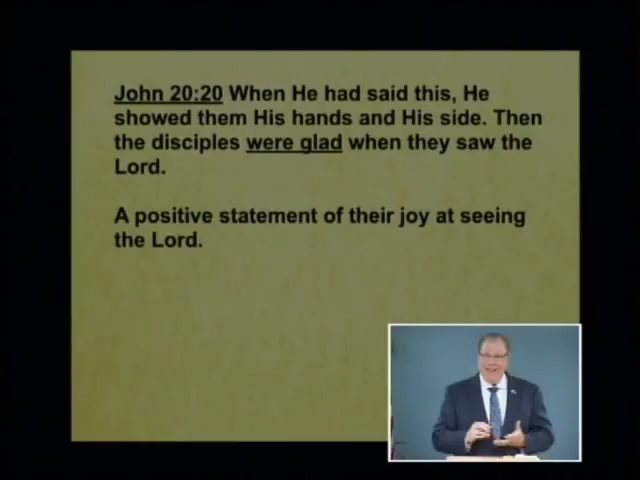 John 20:20 When He had said this, He
showed them His hands and His side. Then
the disciples were glad when they saw the
Lord.
A positive statement of their joy at seeing
the Lord.